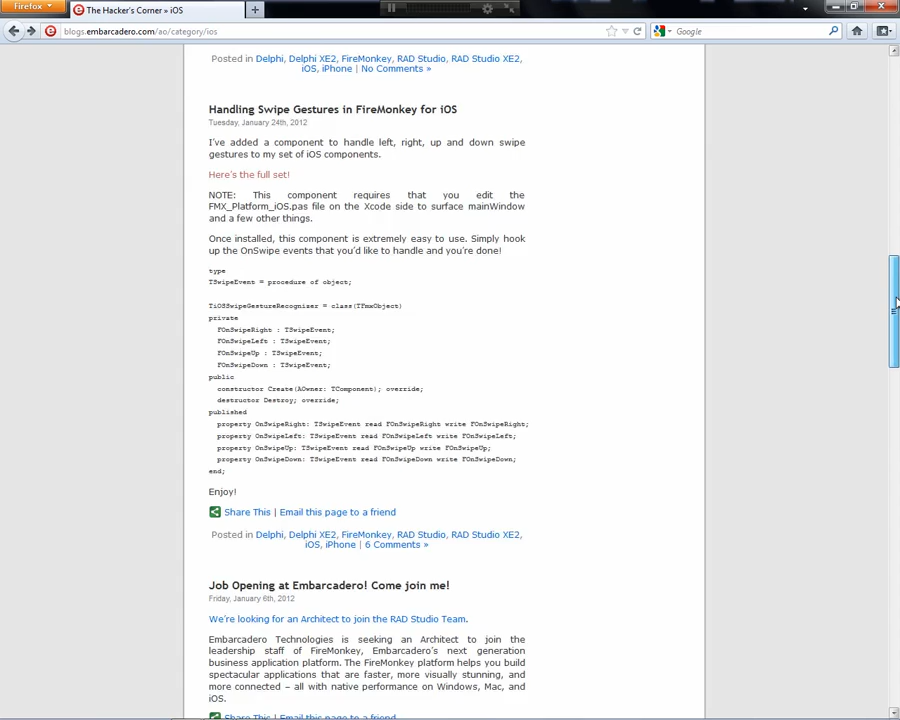 Firefox
The Hacker's Corner » iOS
blogs.embarcadero.com/ao/category/ios
Google
Posted in Delphi, Delphi XE2, FireMonkey, RAD Studio, RAD Studio XE2,
iOS, iPhone | No Comments »
Handling Swipe Gestures in FireMonkey for iOS
Tuesday, January 24th, 2012
I've added a component to handle left, right, up and down swipe
gestures to my set of iOS components.
Here's the full set!
NOTE: This component requires that you edit the
FMX_Platform_iOS.pas file on the Xcode side to surface mainWindow
and a few other things.
Once installed, this component is extremely easy to use. Simply hook
up the OnSwipe events that you'd like to handle and you're done!
type
TSwipeEvent = procedure of object;
TiOSSwipeGestureRecognizer = class(TFmxObject)
private
FOnSwipeRight : TSwipeEvent;
FOnSwipeLeft : TSwipeEvent;
FOnSwipeUp : TSwipeEvent;
FOnSwipeDown : TSwipeEvent;
public
constructor Create(AOwner: TComponent); override;
destructor Destroy; override;
published
property OnSwipeRight: TSwipeEvent read FOnSwipeRight write FOnSwipeRight;
property OnSwipeLeft: TSwipeEvent read FOnSwipeLeft write FOnSwipeLeft;
property OnSwipeUp: TSwipeEvent read FOnSwipeUp write FOnSwipeUp;
property OnSwipeDown: TSwipeEvent read FOnSwipeDown write FOnSwipeDown;
end;
Enjoy!
Share This | Email this page to a friend
Posted in Delphi, Delphi XE2, FireMonkey, RAD Studio, RAD Studio XE2,
iOS, iPhone | 6 Comments »
Job Opening at Embarcadero! Come join me!
Friday, January 6th, 2012
We're looking for an Architect to join the RAD Studio Team.
Embarcadero Technologies is seeking an Architect to join the
leadership staff of FireMonkey, Embarcadero's next generation
business application platform. The FireMonkey platform helps you build
spectacular applications that are faster, more visually stunning, and
more connected – all with native performance on Windows, Mac, and
iOS.
Share This | Email this page to a friend